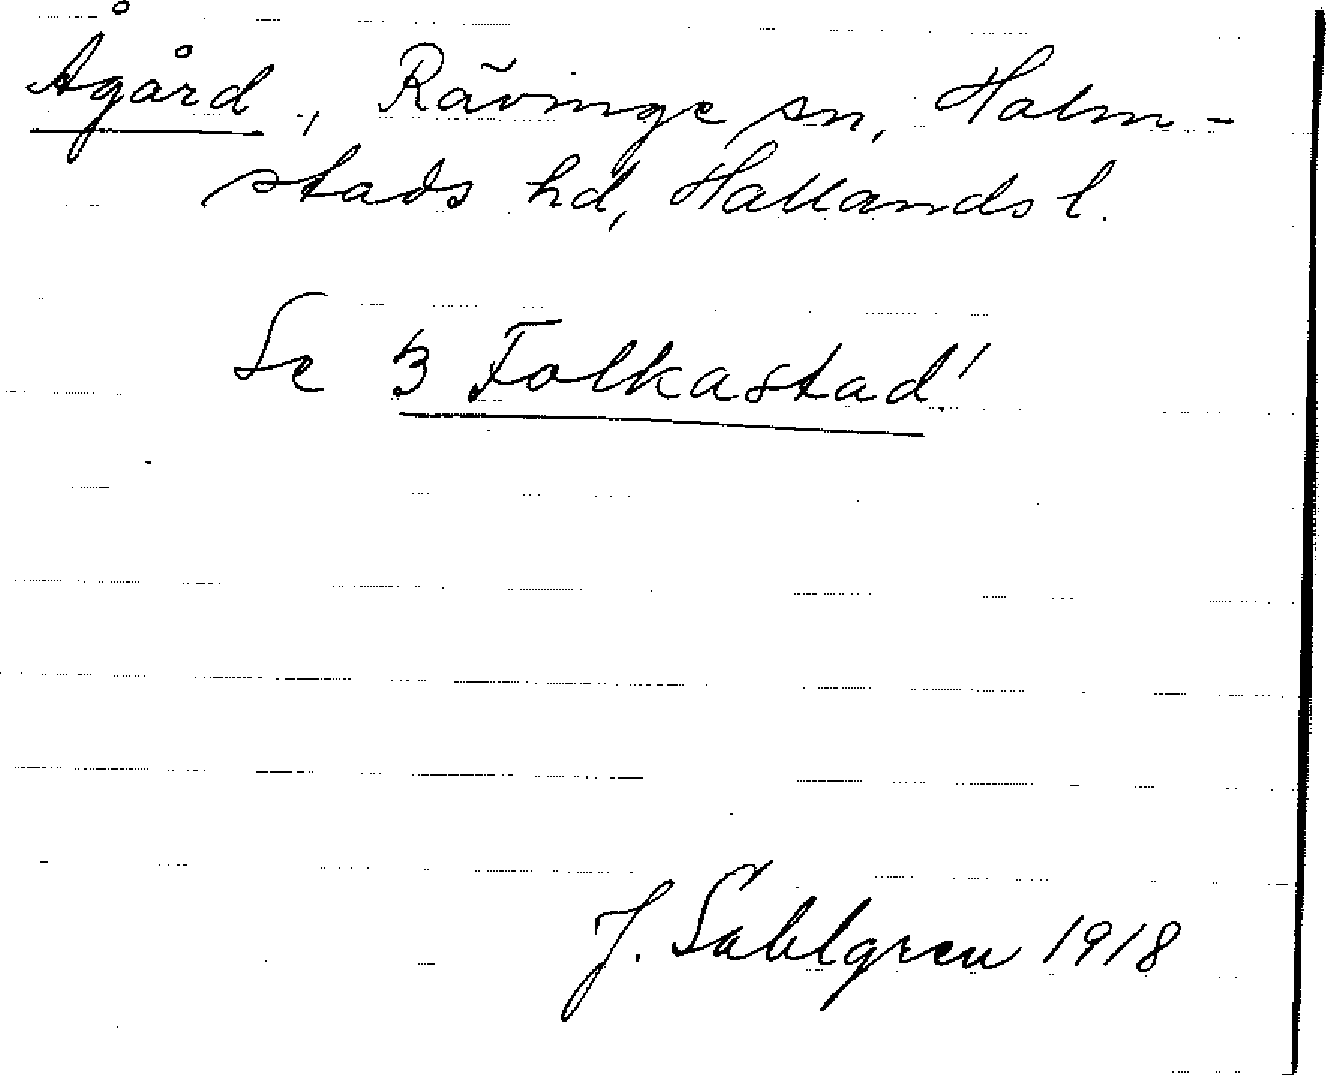 Ågård, Rävinge sn, Halm-
stads hd, Hallands l.
Se 3 Folkastad!
J. Sahlgren 1918